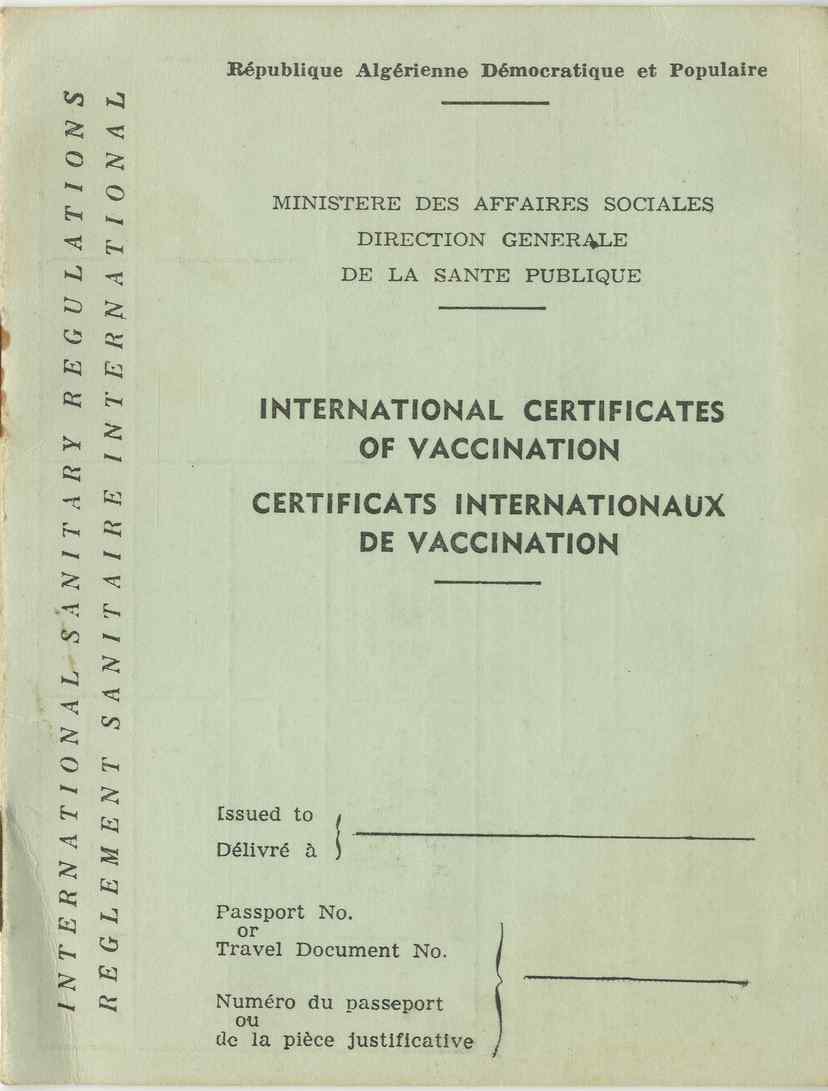 République Algérienne Démocratique et Populaire
MINISTERE DES AFFAIRES SOCIALES
DIRECTION GENERALE
DE LA SANTE PUBLIQUE
INTERNATIONAL CERTIFICATES
OF VACCINATION
CERTIFICATS INTERNATIONAUX
DE VACCINATION
Issued to
Délivré à
Passport No.
or
Travel Document No.
Numéro du passeport
ou
de la pièce justificative
INTERNATIONAL SANITARY REGULATIONS
REGLEMENT SANITAIRE INTERNATIONAL